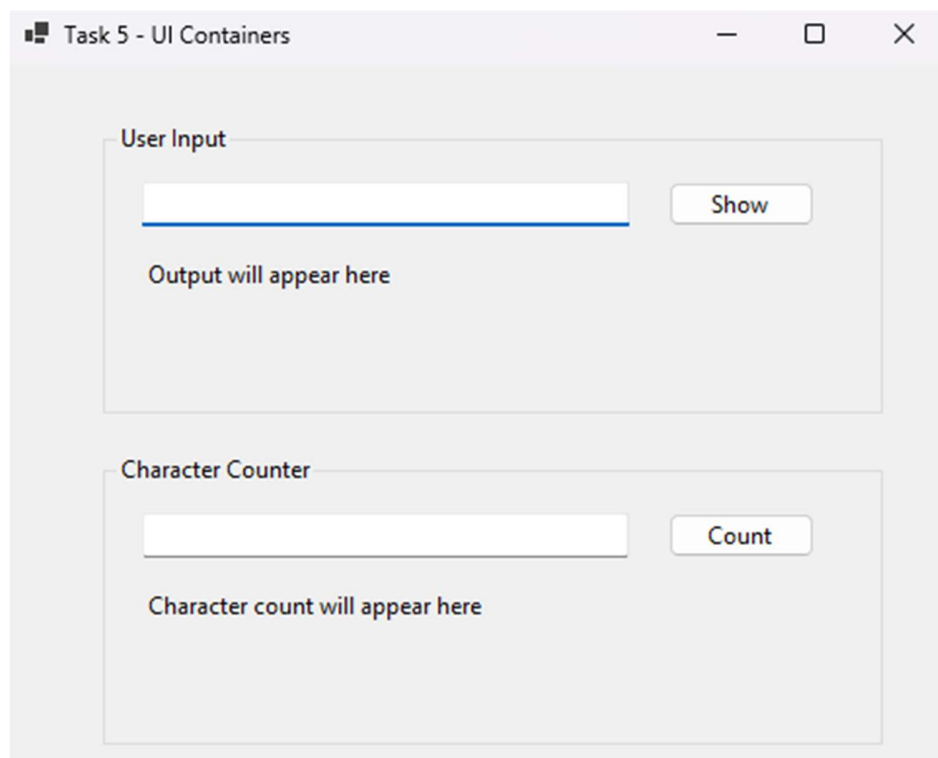 Task 5 - UI Containers
User Input
Show
Output will appear here
Character Counter
Count
Character count will appear here